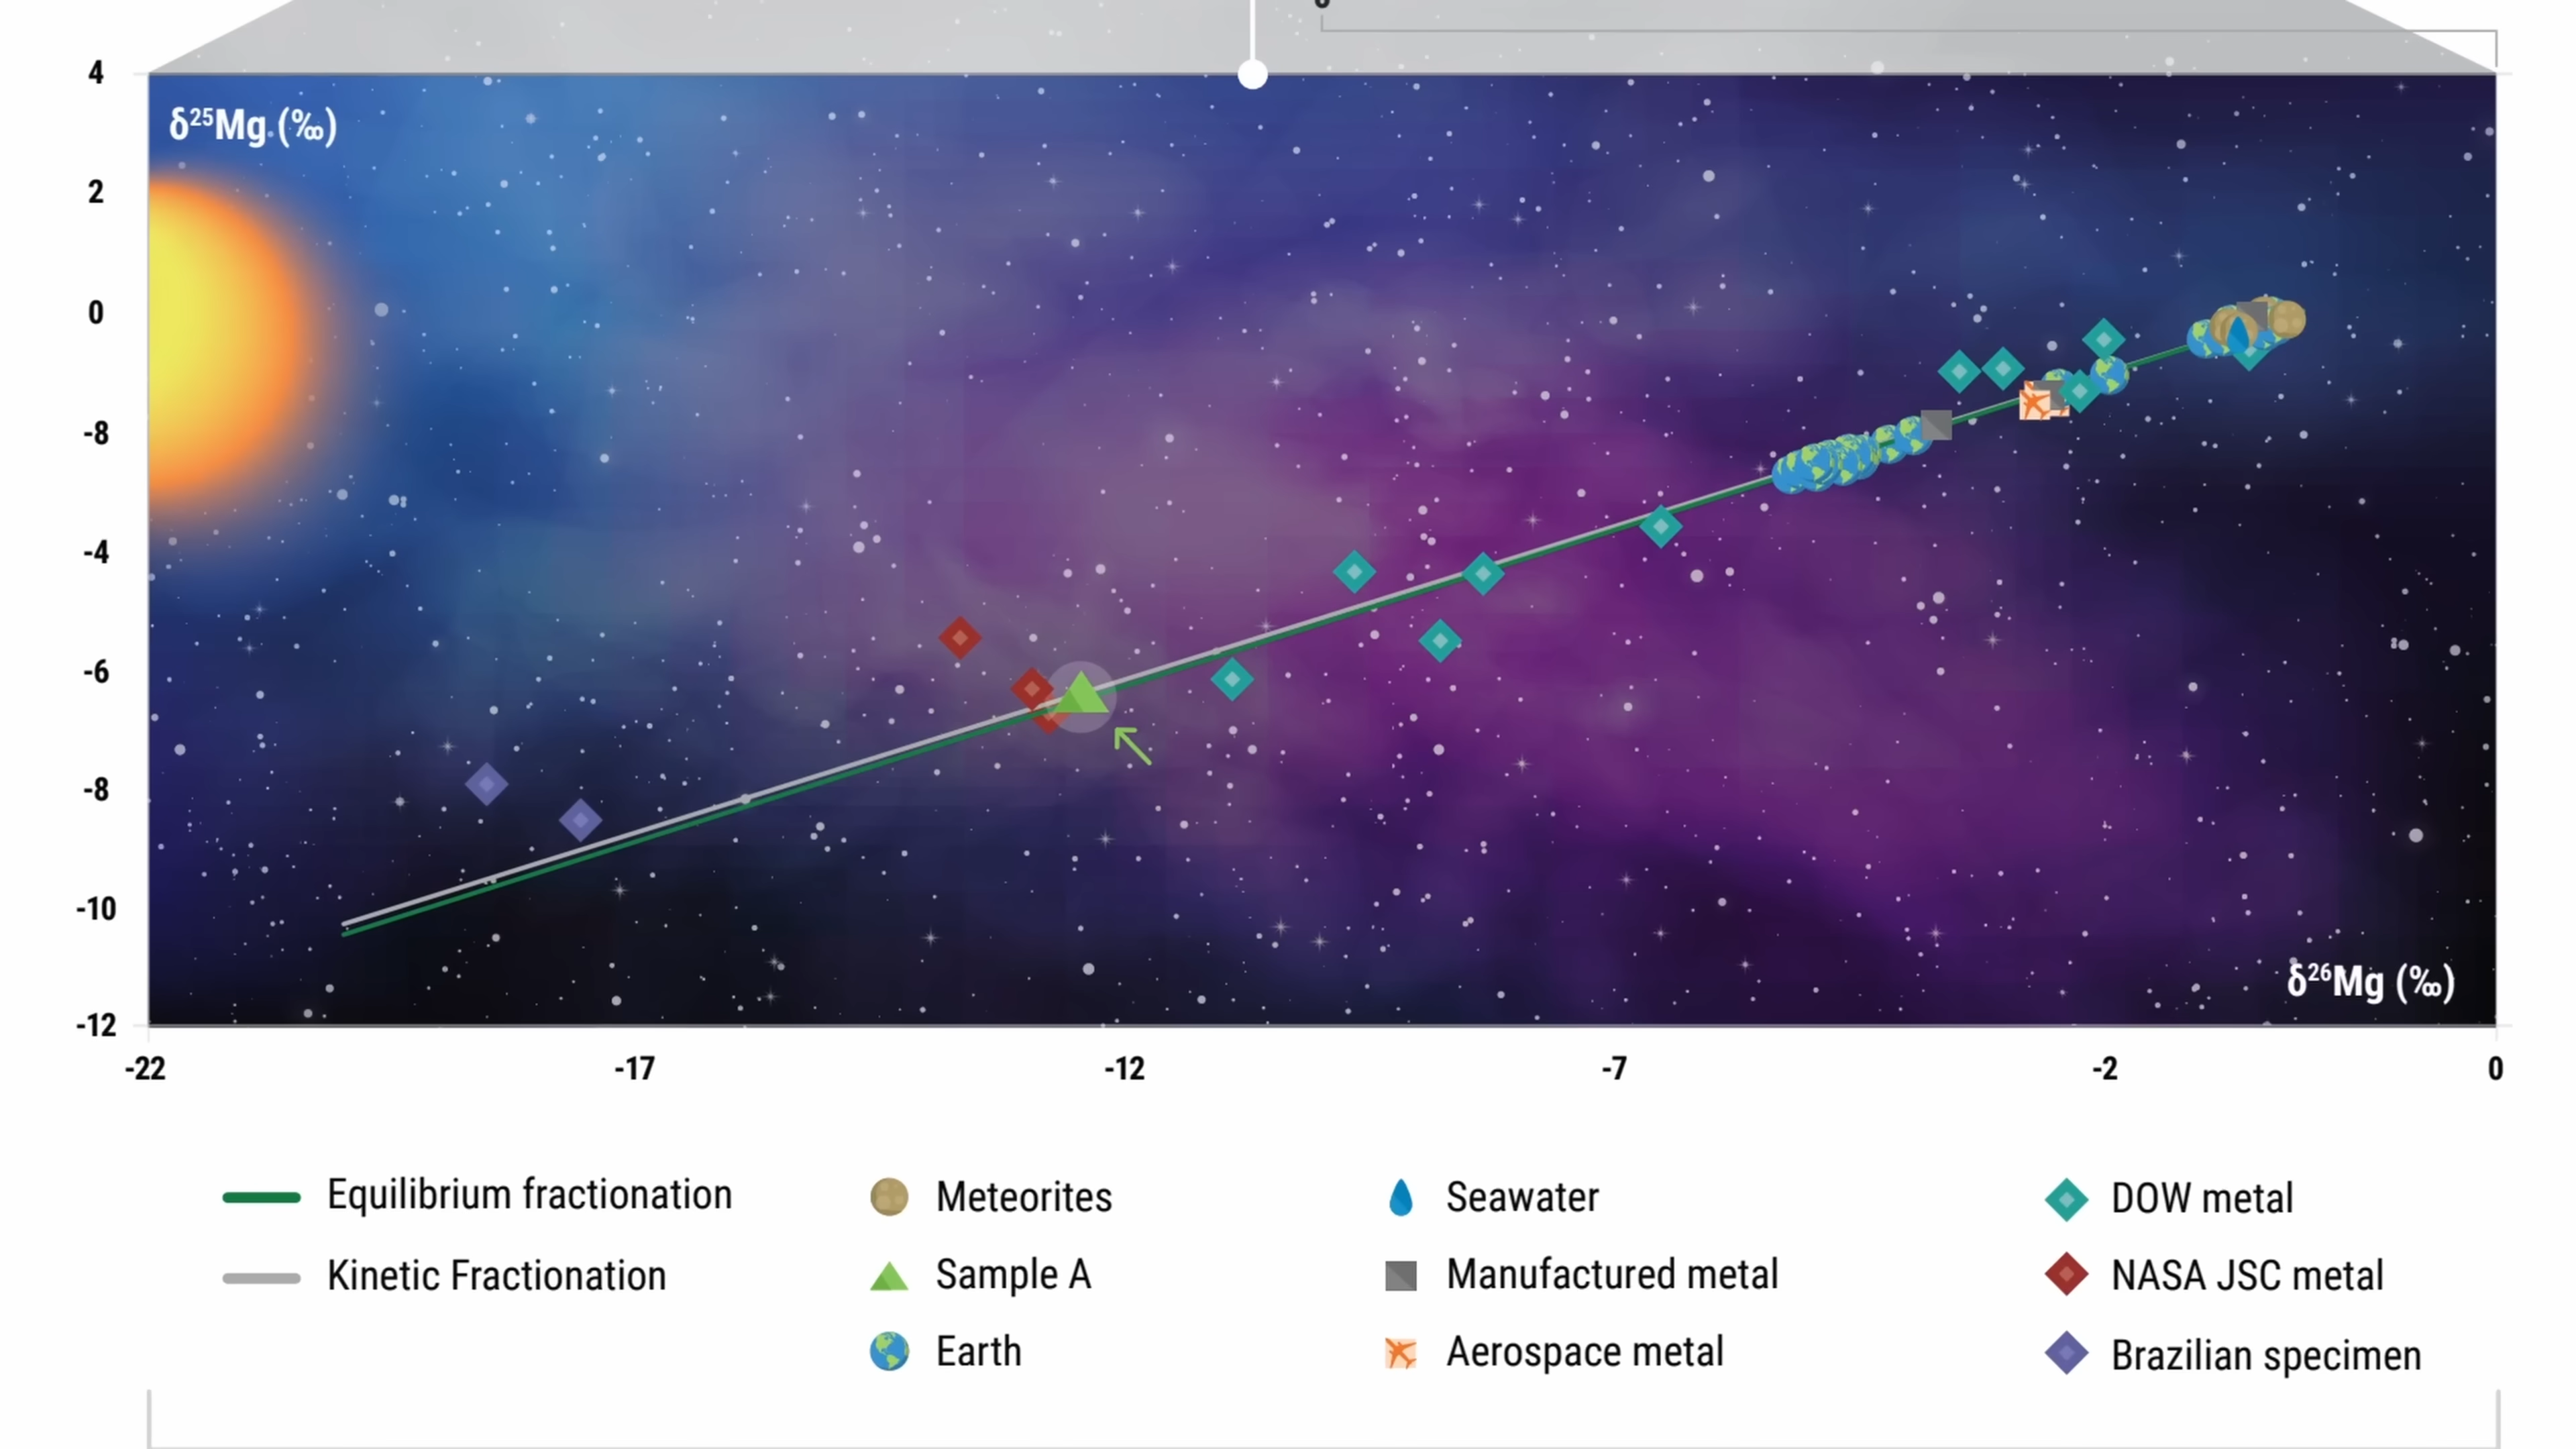 4
δ²⁵Mg (‰)
2
0
-8
-4
-6
-8
-10
δ²⁶Mg (‰)
-12
-22 -17 -12 -7 -2 0
Equilibrium fractionation
Kinetic Fractionation
Meteorites
Sample A
Earth
Seawater
Manufactured metal
Aerospace metal
DOW metal
NASA JSC metal
Brazilian specimen